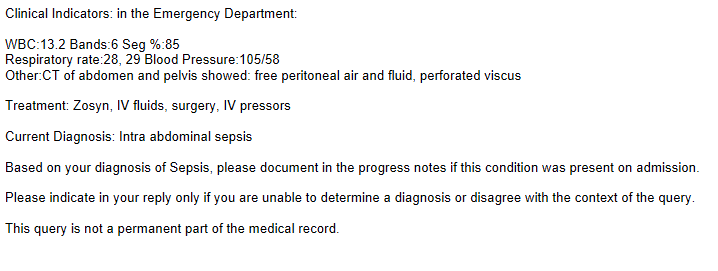 Clinical Indicators: in the Emergency Department:
WBC:13.2 Bands:6 Seg %:85
Respiratory rate:28, 29 Blood Pressure:105/58
Other:CT of abdomen and pelvis showed: free peritoneal air and fluid, perforated viscus
Treatment: Zosyn, IV fluids, surgery, IV pressors
Current Diagnosis: Intra abdominal sepsis
Based on your diagnosis of Sepsis, please document in the progress notes if this condition was present on admission.
Please indicate in your reply only if you are unable to determine a diagnosis or disagree with the context of the query.
This query is not a permanent part of the medical record.